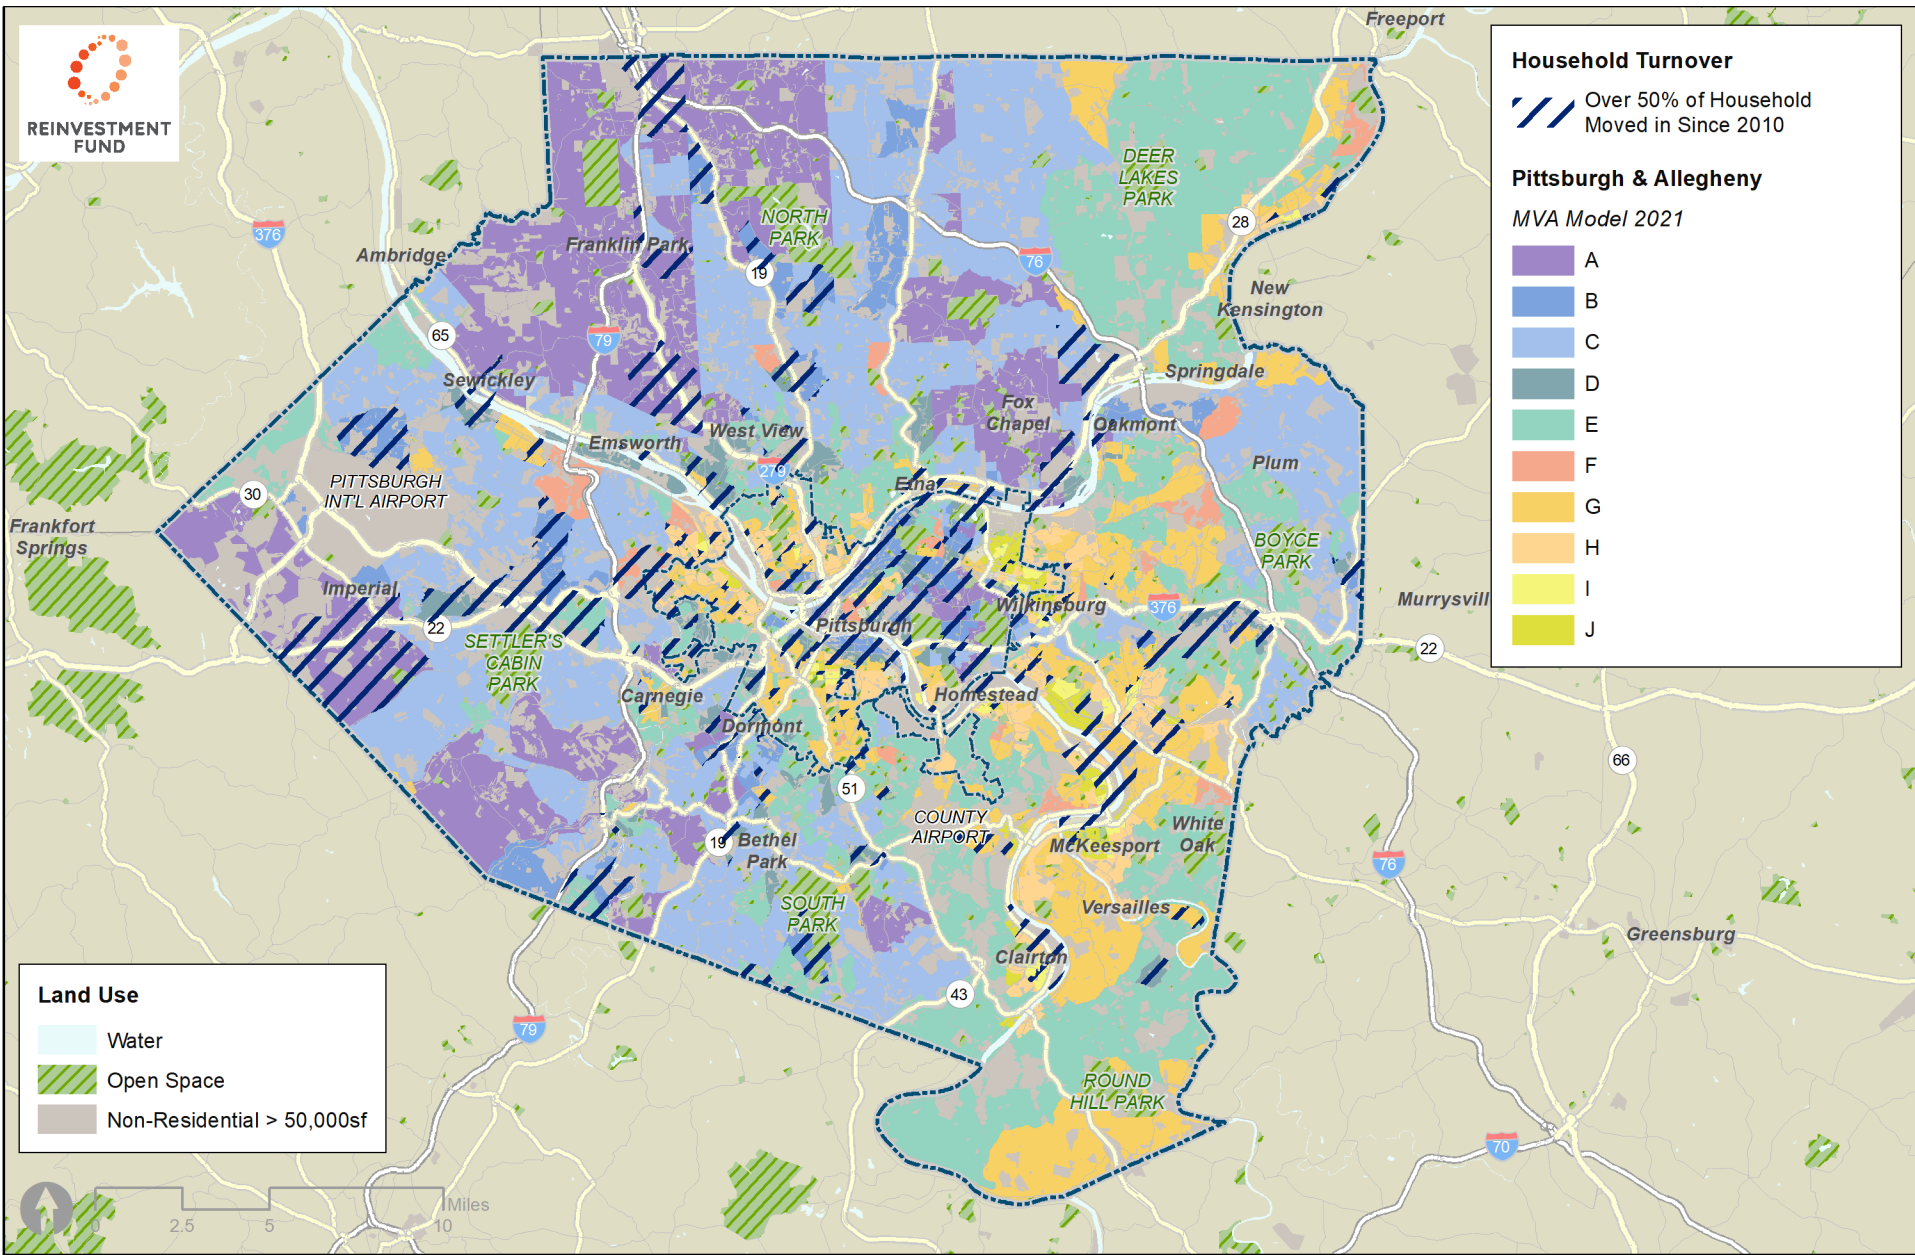 REINVESTMENT
FUND
Household Turnover
Over 50% of Household
Moved in Since 2010
Pittsburgh & Allegheny
MVA Model 2021
A
B
C
D
E
F
G
H
I
J
Freeport
DEER
LAKES
PARK
28
376
Ambridge
Franklin Park
NORTH
PARK
19
76
New
Kensington
65
79
Sewickley
Springdale
Fox
Chapel
Oakmont
Emsworth
West View
279
Plum
Etna
PITTSBURGH
INT'L AIRPORT
30
Frankfort
Springs
BOYCE
PARK
Imperial
22
Wilkinsburg
376
Murrysvill
Pittsburgh
SETTLER'S
CABIN
PARK
22
Carnegie
Homestead
Dormont
66
51
COUNTY
AIRPORT
White
Oak
19
Bethel
Park
McKeesport
76
SOUTH
PARK
Versailles
Clairton
Greensburg
43
79
ROUND
HILL PARK
70
Land Use
Water
Open Space
Non-Residential > 50,000sf
Miles
0
2.5
5
10